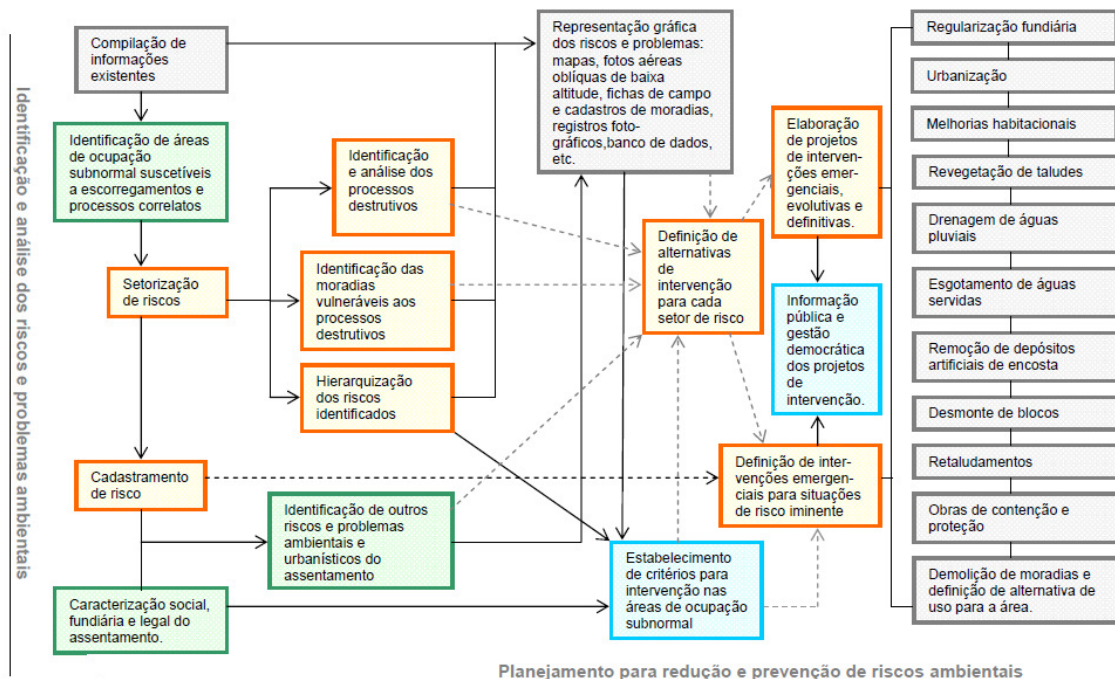 Identificação e análise dos riscos e problemas ambientais
Compilação de
informações
existentes
Identificação de áreas
de ocupação
subnormal suscetíveis
a escorregamentos e
processos correlatos
Setorização
de riscos
Cadastramento
de risco
Caracterização social,
fundiária e legal do
assentamento.
Identificação
e análise dos
processos
destrutivos
Identificação das
moradias
vulneráveis aos
processos
destrutivos
Hierarquização
dos riscos
identificados
Identificação de outros
riscos e problemas
ambientais e
urbanísticos do
assentamento
Representação gráfica
dos riscos e problemas:
mapas, fotos aéreas
oblíquas de baixa
altitude, fichas de campo
e cadastros de moradias,
registros foto-
gráficos,banco de dados,
etc.
Definição de
alternativas
de
intervenção
para cada
setor de risco
Estabelecimento
de critérios para
intervenção nas
áreas de ocupação
subnormal
Elaboração
de projetos
de interven-
ções emer-
genciais,
evolutivas e
definitivas.
Informação
pública e
gestão
democrática
dos projetos
de
intervenção.
Definição de inter-
venções emergen-
ciais para situações
de risco iminente
Regularização fundiária
Urbanização
Melhorias habitacionais
Revegetação de taludes
Drenagem de águas
pluviais
Esgotamento de águas
servidas
Remoção de depósitos
artificiais de encosta
Desmonte de blocos
Retaludamentos
Obras de contenção e
proteção
Demolição de moradias e
definição de alternativa de
uso para a área.
Planejamento para redução e prevenção de riscos ambientais